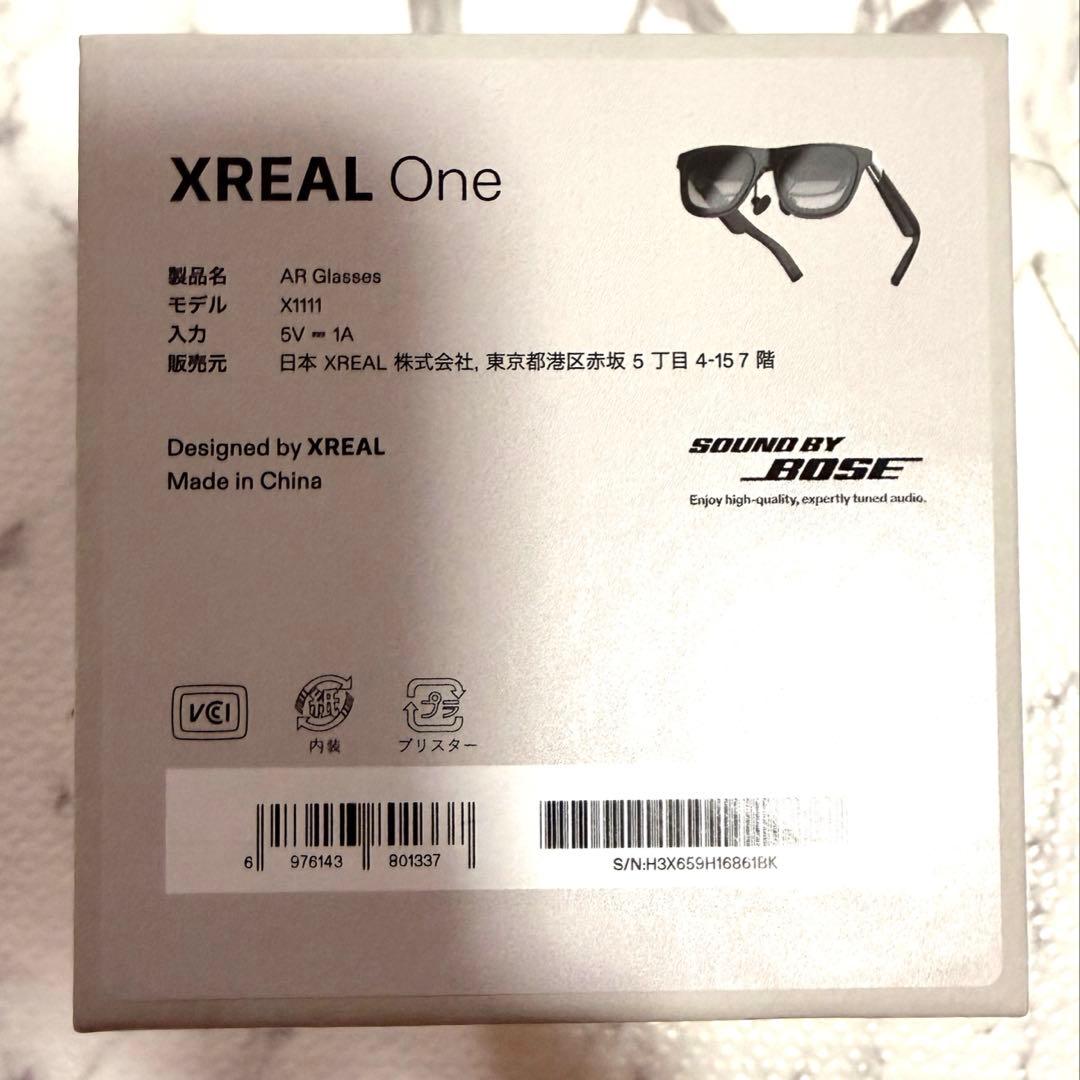 XREAL One
製品名 AR Glasses
モデル X1111
入力 5V ⎓ 1A
販売元 日本 XREAL 株式会社, 東京都港区赤坂 5 丁目 4-15 7 階
Designed by XREAL
Made in China
SOUND BY
BOSE
Enjoy high-quality, expertly tuned audio.
VCI
紙
内装
プラ
ブリスター
6 976143 801337
S/N:H3X659H16861BK